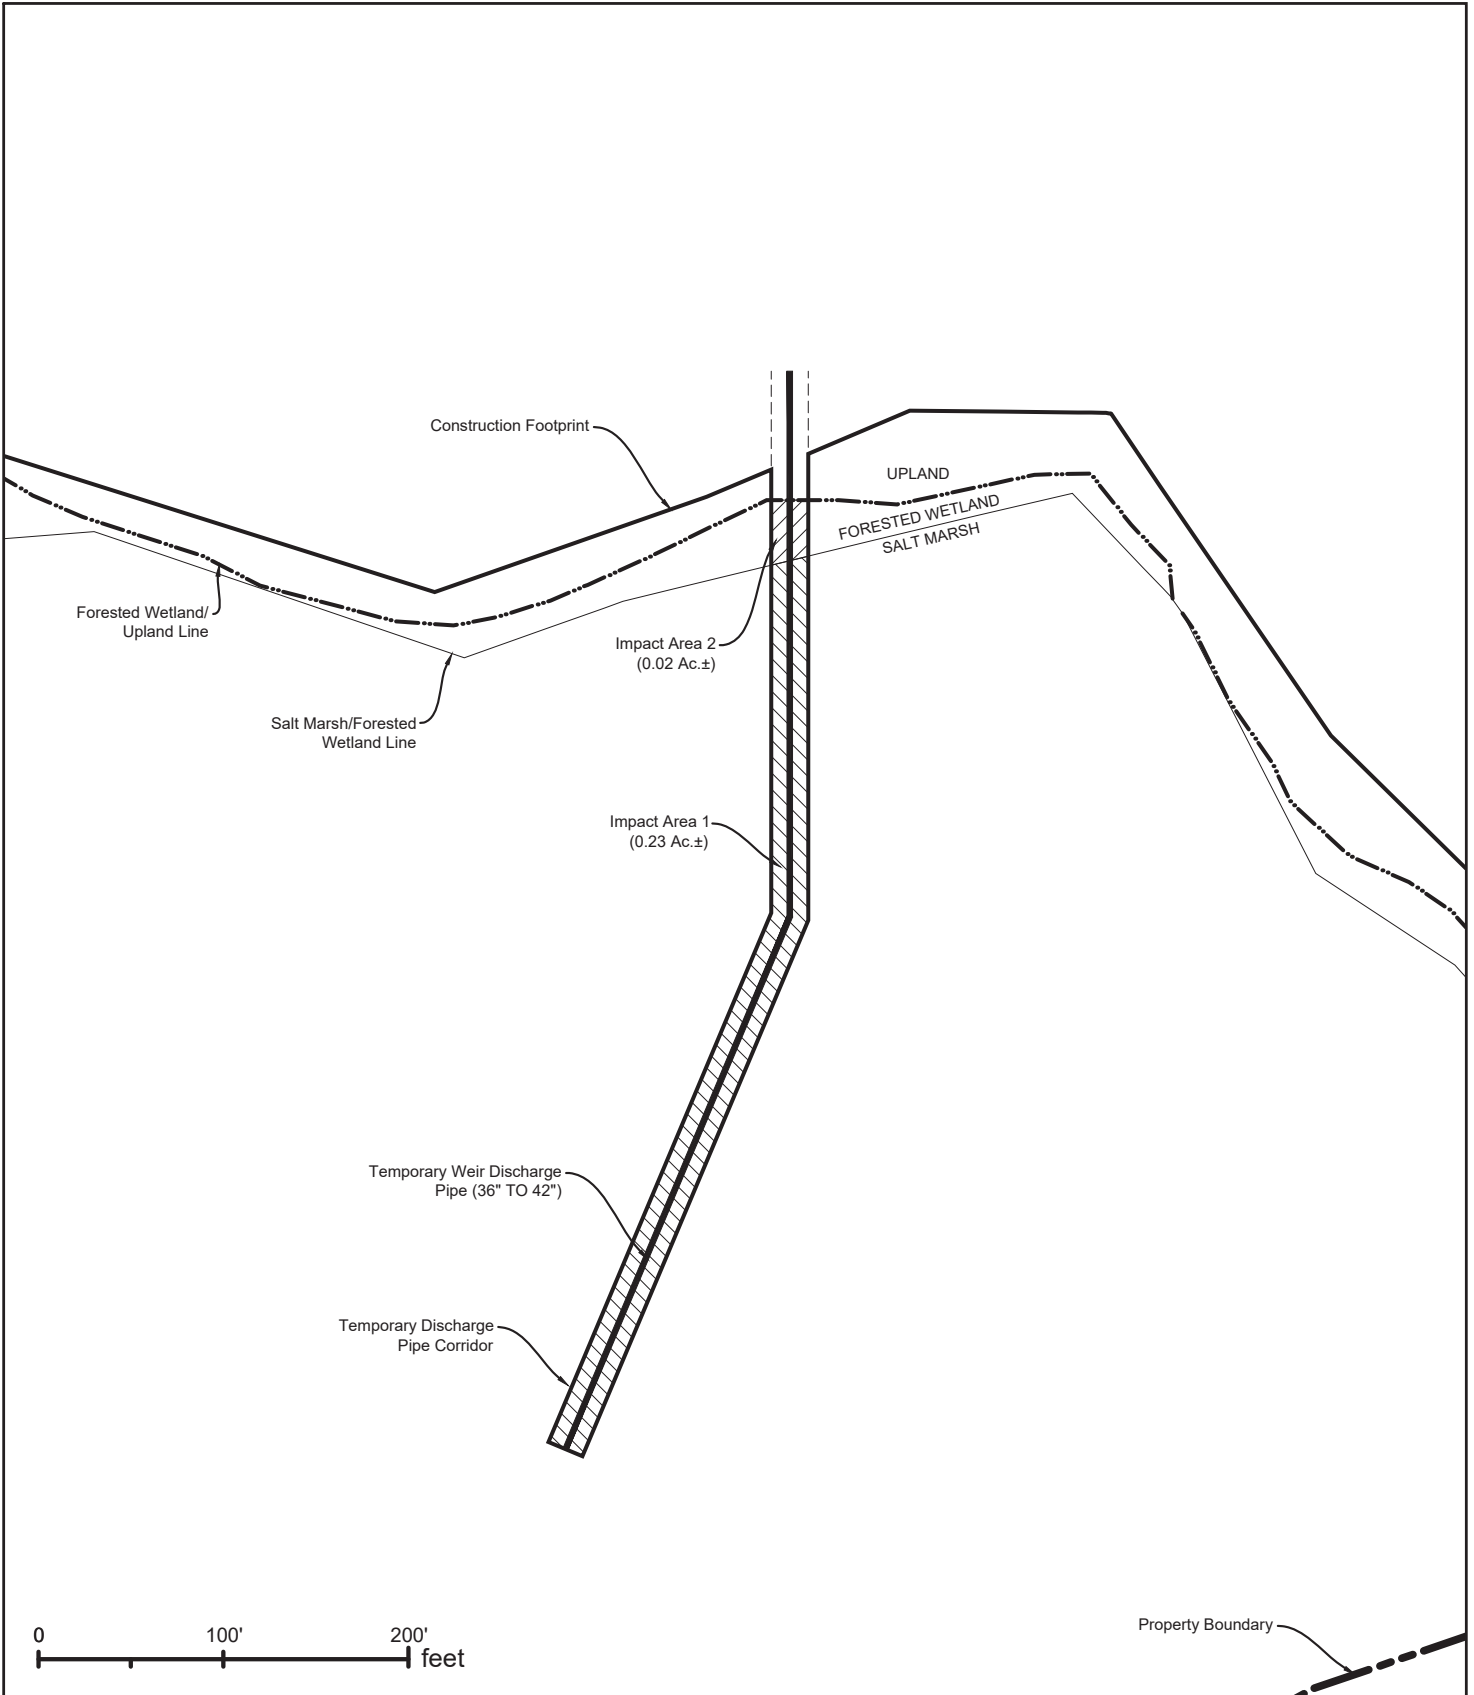 Construction Footprint
UPLAND
FORESTED WETLAND
SALT MARSH
Forested Wetland/
Upland Line
Impact Area 2
(0.02 Ac.±)
Salt Marsh/Forested
Wetland Line
Impact Area 1
(0.23 Ac.±)
Temporary Weir Discharge
Pipe (36" TO 42")
Temporary Discharge
Pipe Corridor
Property Boundary
0 100' 200'
feet